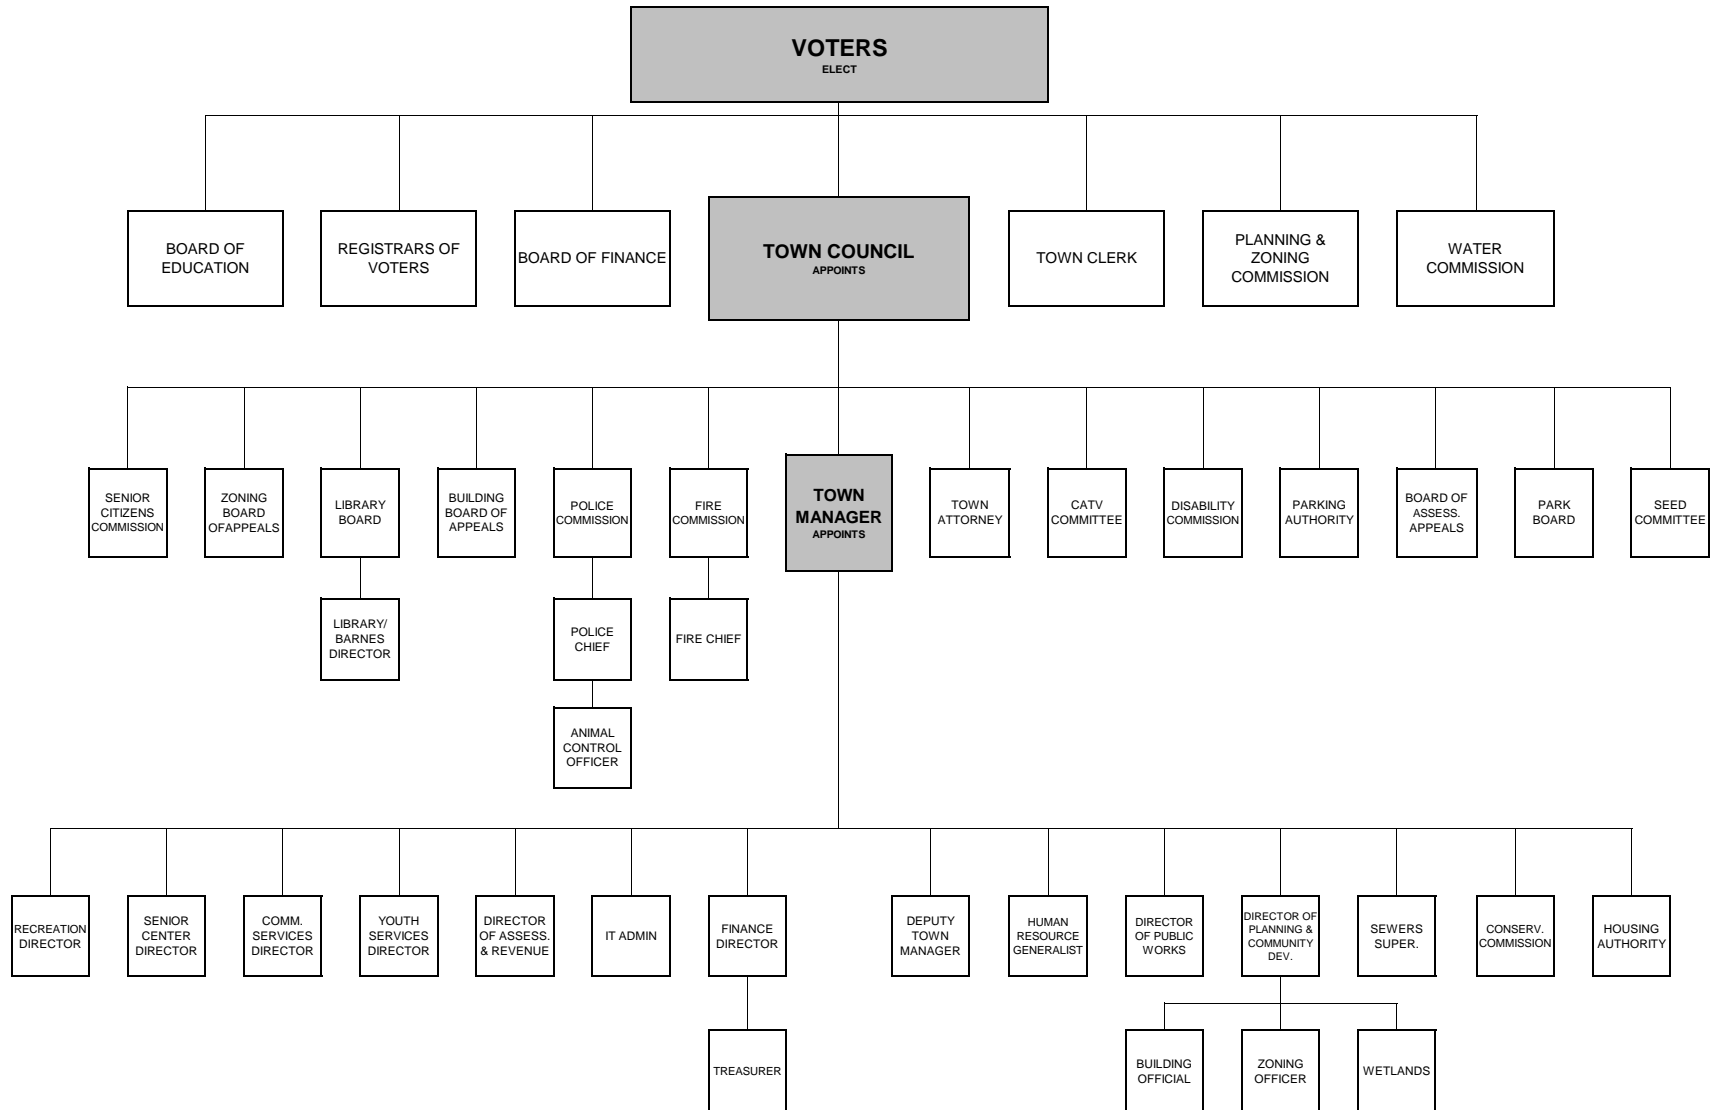 VOTERS
ELECT
BOARD OF
EDUCATION
REGISTRARS OF
VOTERS
BOARD OF FINANCE
TOWN COUNCIL
APPOINTS
TOWN CLERK
PLANNING &
ZONING
COMMISSION
WATER
COMMISSION
SENIOR
CITIZENS
COMMISSION
ZONING
BOARD
OFAPPEALS
LIBRARY
BOARD
BUILDING
BOARD OF
APPEALS
POLICE
COMMISSION
FIRE
COMMISSION
TOWN
MANAGER
APPOINTS
TOWN
ATTORNEY
CATV
COMMITTEE
DISABILITY
COMMISSION
PARKING
AUTHORITY
BOARD OF
ASSESS.
APPEALS
PARK
BOARD
SEED
COMMITTEE
LIBRARY/
BARNES
DIRECTOR
POLICE
CHIEF
FIRE CHIEF
ANIMAL
CONTROL
OFFICER
RECREATION
DIRECTOR
SENIOR
CENTER
DIRECTOR
COMM.
SERVICES
DIRECTOR
YOUTH
SERVICES
DIRECTOR
DIRECTOR
OF ASSESS.
& REVENUE
IT ADMIN
FINANCE
DIRECTOR
DEPUTY
TOWN
MANAGER
HUMAN
RESOURCE
GENERALIST
DIRECTOR
OF PUBLIC
WORKS
DIRECTOR OF
PLANNING &
COMMUNITY
DEV.
SEWERS
SUPER.
CONSERV.
COMMISSION
HOUSING
AUTHORITY
TREASURER
BUILDING
OFFICIAL
ZONING
OFFICER
WETLANDS